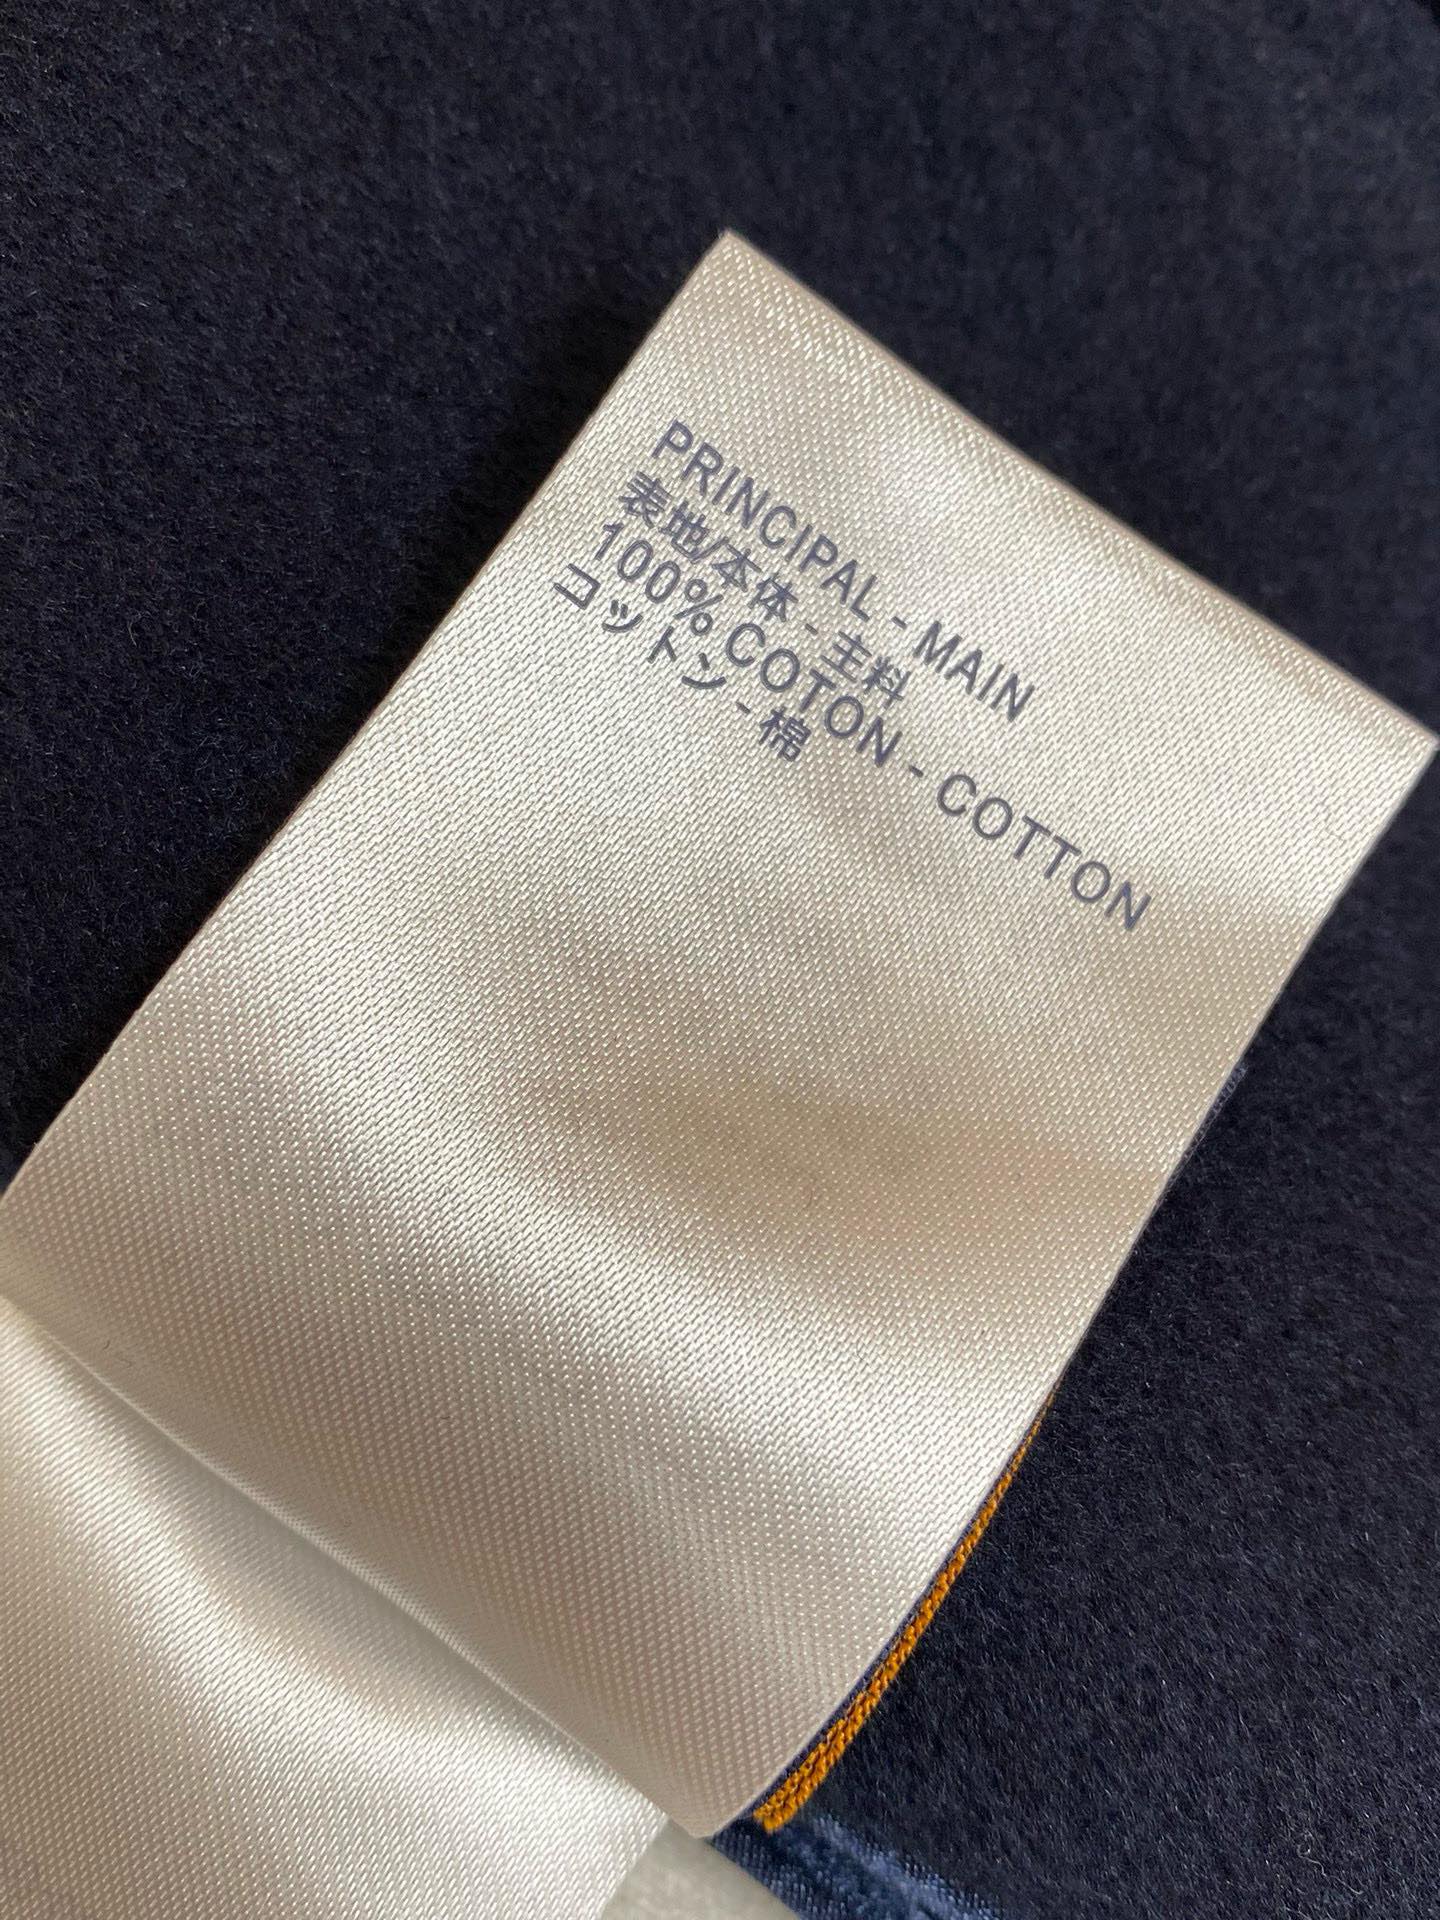 PRINCIPAL - MAIN
表地/本体 - 主料
100% COTON - COTTON
コットン - 棉